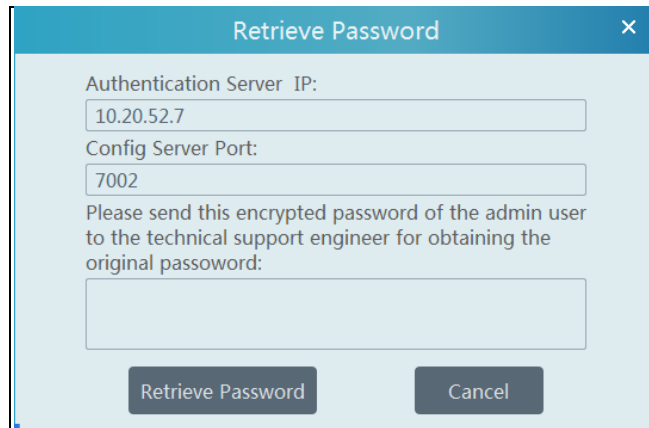 Retrieve Password
Authentication Server IP:
10.20.52.7
Config Server Port:
7002
Please send this encrypted password of the admin user
to the technical support engineer for obtaining the
original passoword:
Retrieve Password
Cancel